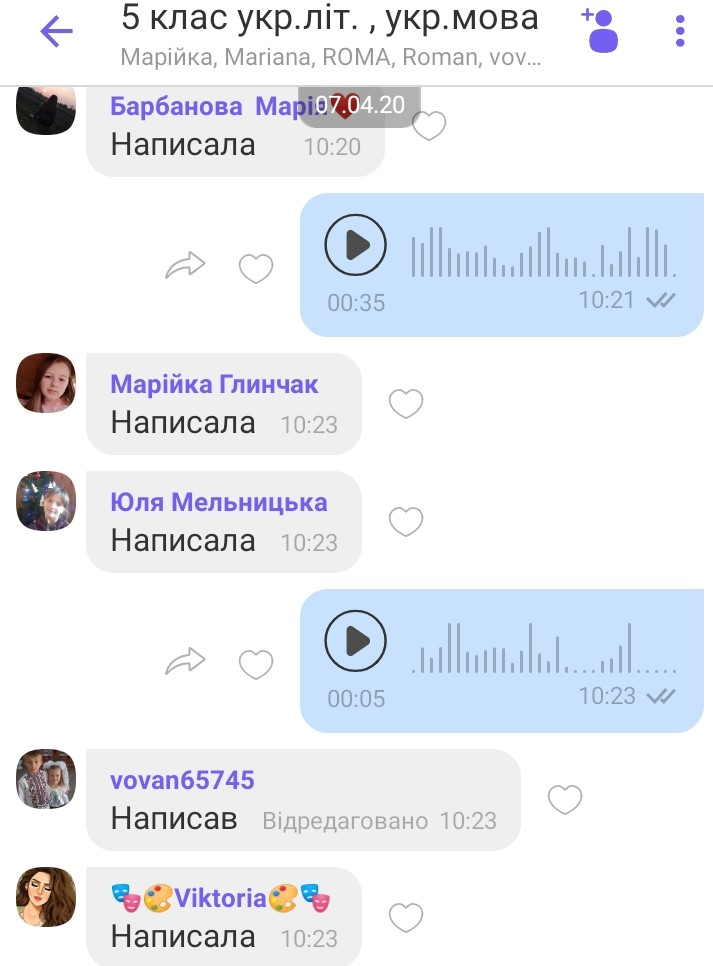 5 клас укр.літ. , укр.мова
Марійка, Mariana, ROMA, Roman, vov...
07.04.20
Барбанова Марія
Написала 10:20
00:35 10:21
Марійка Глинчак
Написала 10:23
Юля Мельницька
Написала 10:23
00:05 10:23
vovan65745
Написав Відредаговано 10:23
🎭🎨Viktoria🎨🎭
Написала 10:23